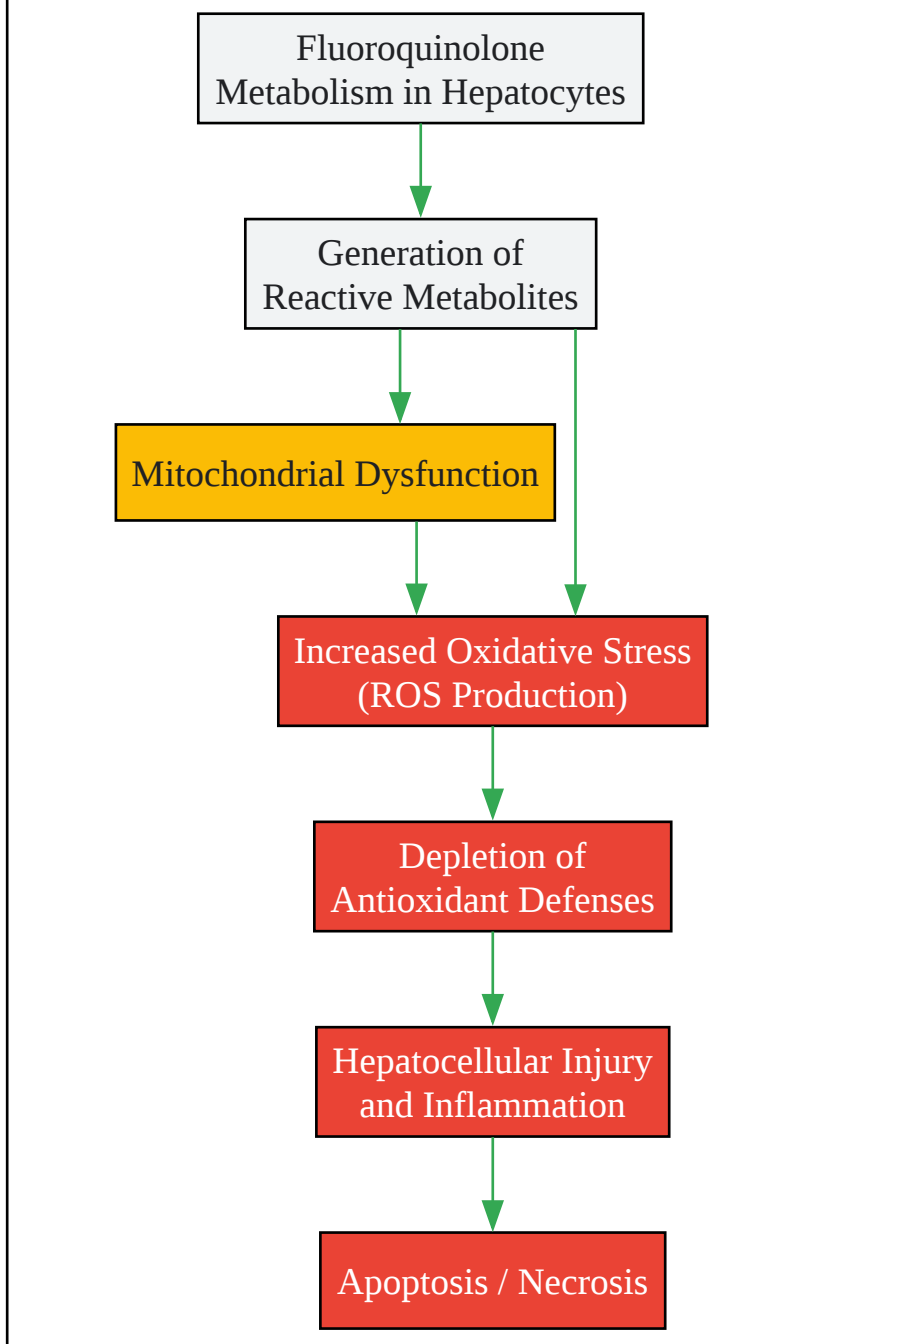 Fluoroquinolone
Metabolism in Hepatocytes
Generation of
Reactive Metabolites
Mitochondrial Dysfunction
Increased Oxidative Stress
(ROS Production)
Depletion of
Antioxidant Defenses
Hepatocellular Injury
and Inflammation
Apoptosis / Necrosis